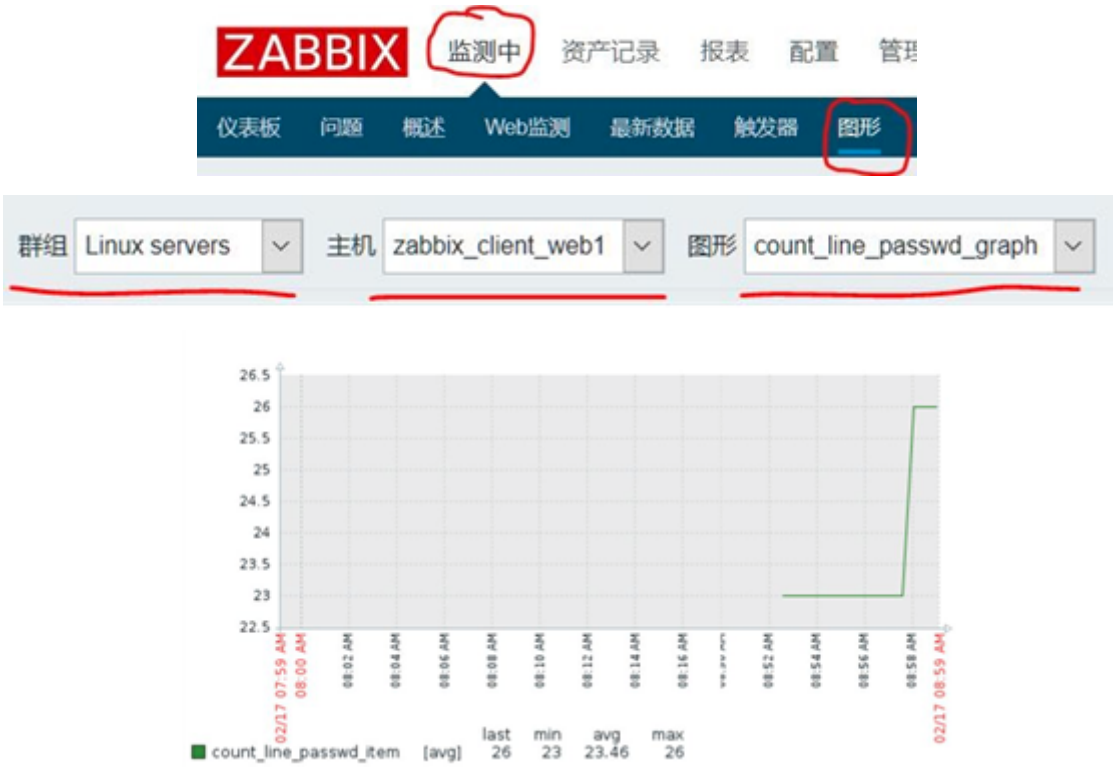 ZABBIX 监测中 资产记录 报表 配置
仪表板 问题 概述 Web监测 最新数据 触发器 图形
群组 Linux servers 主机 zabbix_client_web1 图形 count_line_passwd_graph
26.5
26
25.5
25
24.5
24
23.5
23
22.5
02/17 07:59 AM
08:00 AM
08:02 AM
08:04 AM
08:06 AM
08:08 AM
08:10 AM
08:12 AM
08:14 AM
08:16 AM
08:52 AM
08:54 AM
08:56 AM
08:58 AM
02/17 08:59 AM
last min avg max
count_line_passwd_item [avg] 26 23 23.46 26